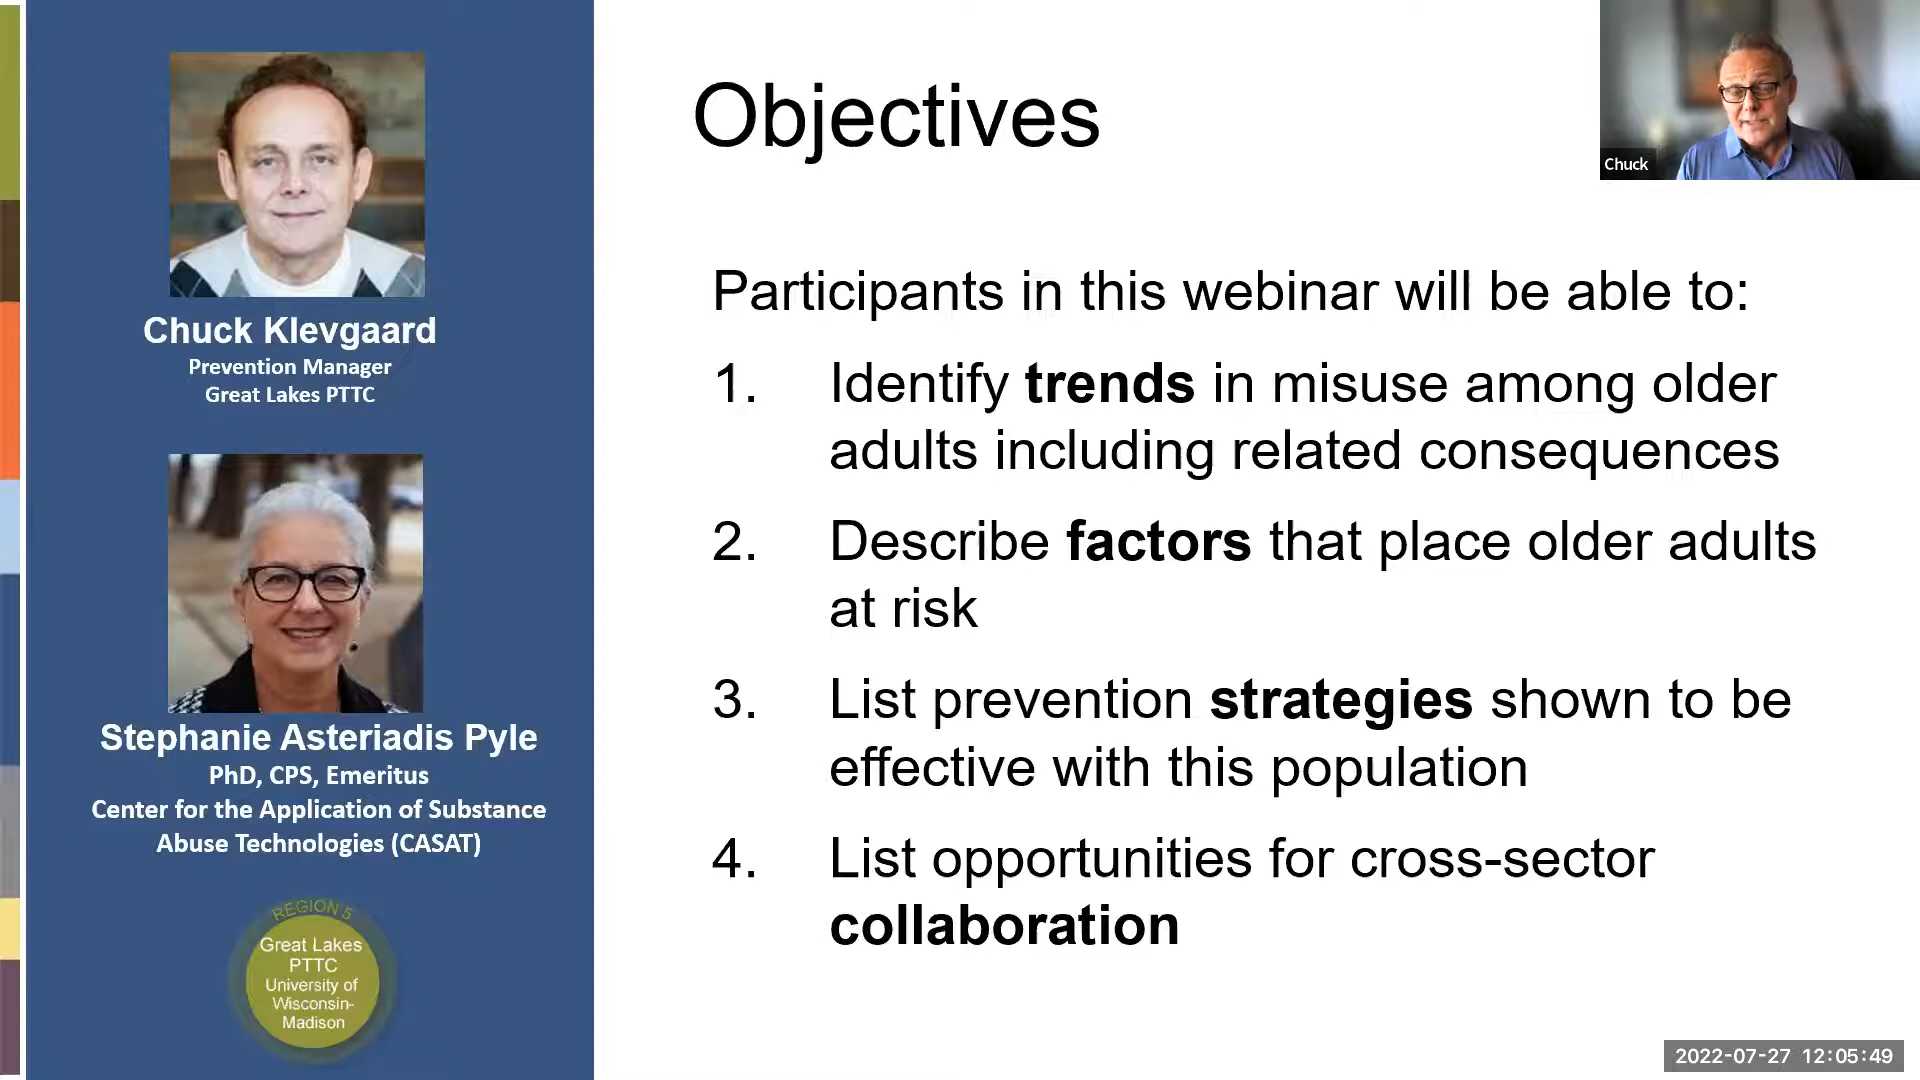 Chuck Klevgaard
Prevention Manager
Great Lakes PTTC
Stephanie Asteriadis Pyle
PhD, CPS, Emeritus
Center for the Application of Substance
Abuse Technologies (CASAT)
REGION 5
Great Lakes
PTTC
University of
Wisconsin-
Madison
Objectives
Participants in this webinar will be able to:
1. Identify trends in misuse among older
adults including related consequences
2. Describe factors that place older adults
at risk
3. List prevention strategies shown to be
effective with this population
4. List opportunities for cross-sector
collaboration
Chuck
2022-07-27 12:05:49